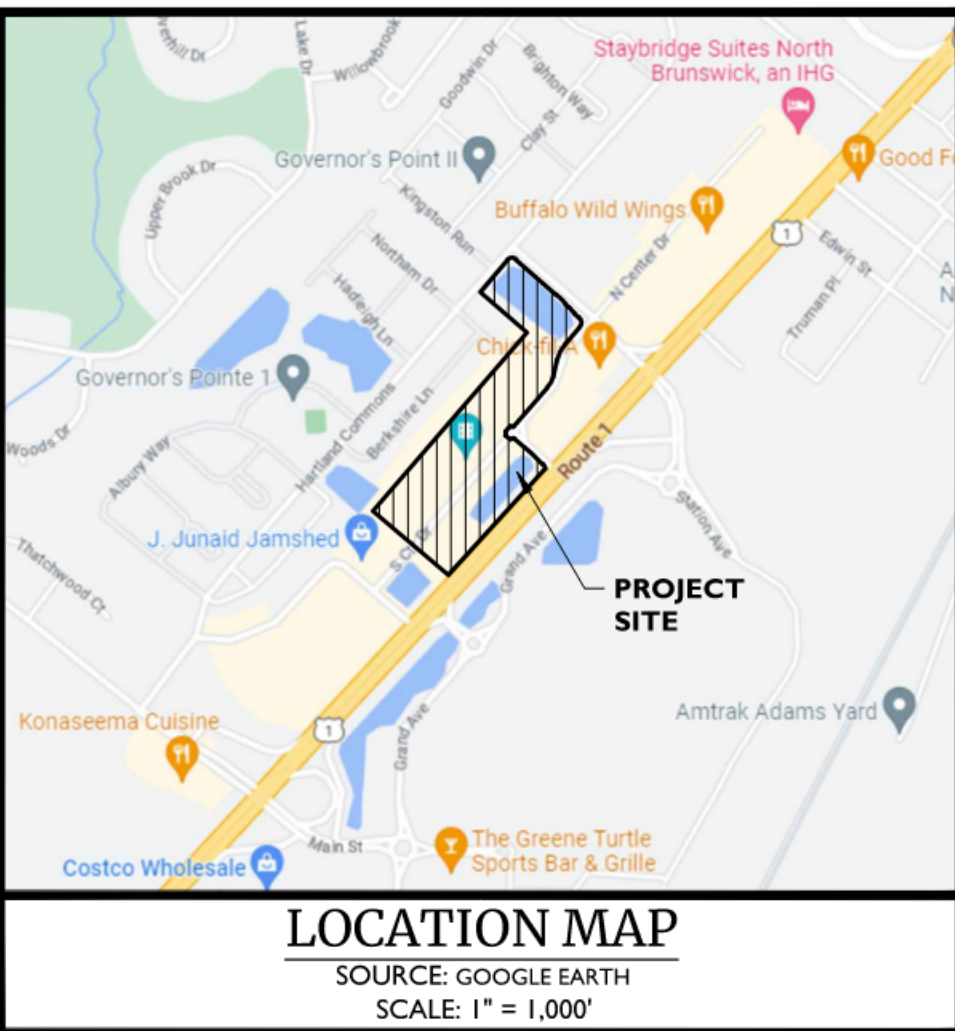 verhill Dr
Lake Dr
Willowbrook
Goodwin Dr
Brighton Way
Clay St
Staybridge Suites North
Brunswick, an IHG
Governor's Point II
Good Fo
Upper Brook Dr
Kingston Run
Buffalo Wild Wings
1
Edwin St
Northam Dr
N Center Dr
A
N
Hadleigh Ln
Truman Pl
Chick-fil-A
Governor's Pointe 1
Hartland Commons
Berkshire Ln
Woods Dr
Albury Way
Route 1
Station Ave
J. Junaid Jamshed
S Ctr Dr
Grand Ave
Thatchwood Ct
PROJECT
SITE
Konaseema Cuisine
1
Grand Ave
Amtrak Adams Yard
Main St
The Greene Turtle
Sports Bar & Grille
Costco Wholesale
LOCATION MAP
SOURCE: GOOGLE EARTH
SCALE: 1" = 1,000'